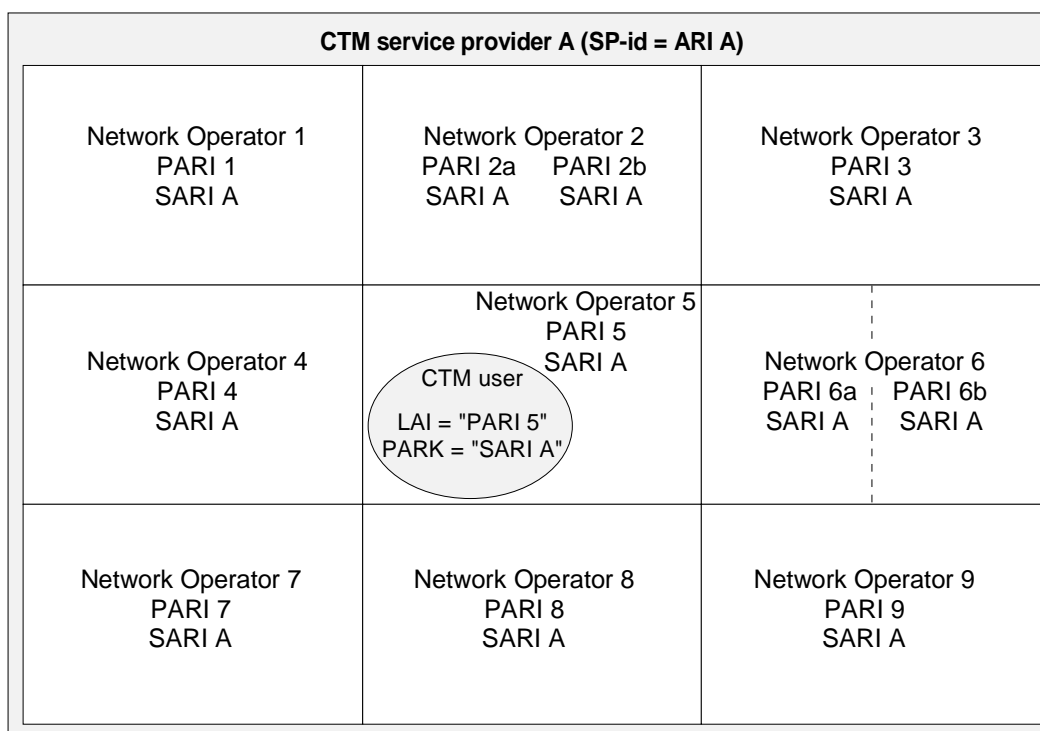 CTM service provider A (SP-id = ARI A)
Network Operator 1
PARI 1
SARI A
Network Operator 2
PARI 2a PARI 2b
SARI A SARI A
Network Operator 3
PARI 3
SARI A
Network Operator 4
PARI 4
SARI A
Network Operator 5
PARI 5
SARI A
CTM user
LAI = "PARI 5"
PARK = "SARI A"
Network Operator 6
PARI 6a PARI 6b
SARI A SARI A
Network Operator 7
PARI 7
SARI A
Network Operator 8
PARI 8
SARI A
Network Operator 9
PARI 9
SARI A